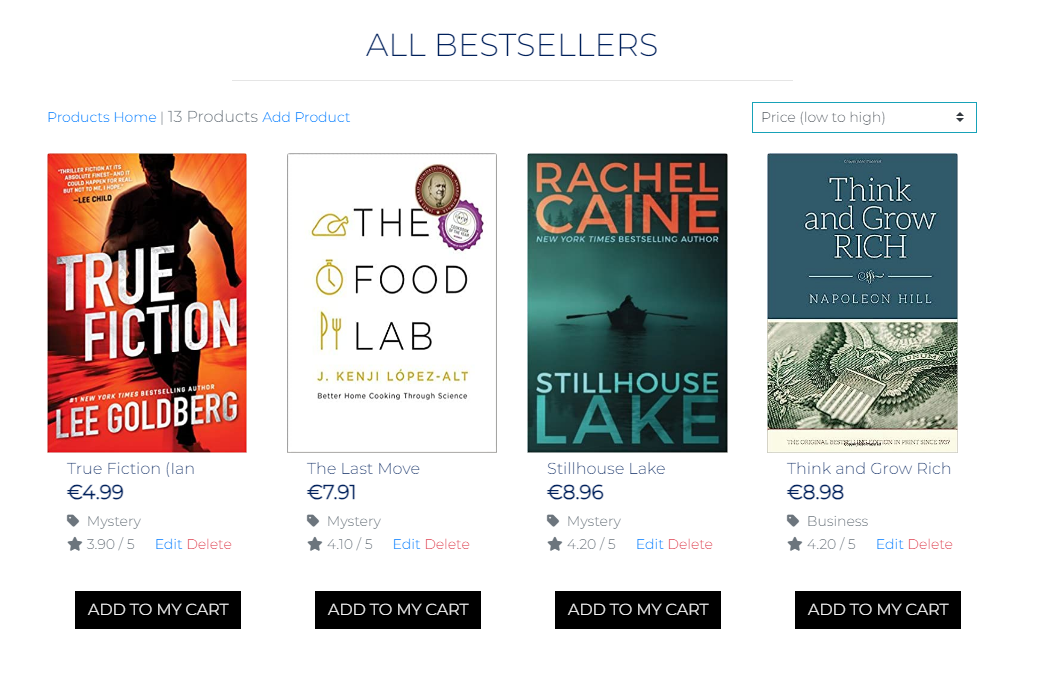 ALL BESTSELLERS
Products Home | 13 Products Add Product
Price (low to high)
"THRILLER FICTION AT ITS
ABSOLUTE FINEST—AND IT
COULD HAPPEN FOR REAL.
BUT NOT TO ME, I HOPE."
—LEE CHILD
TRUE
FICTION
#1 NEW YORK TIMES BESTSELLING AUTHOR
LEE GOLDBERG
THE
FOOD
LAB
J. KENJI LÓPEZ-ALT
Better Home Cooking Through Science
RACHEL
CAINE
NEW YORK TIMES BESTSELLING AUTHOR
STILLHOUSE
LAKE
Think
and Grow
RICH
NAPOLEON HILL
THE ORIGINAL BESTSELLING EDITION IN PRINT SINCE 1937
True Fiction (Ian
€4.99
Mystery
3.90 / 5 Edit Delete
ADD TO MY CART
The Last Move
€7.91
Mystery
4.10 / 5 Edit Delete
ADD TO MY CART
Stillhouse Lake
€8.96
Mystery
4.20 / 5 Edit Delete
ADD TO MY CART
Think and Grow Rich
€8.98
Business
4.20 / 5 Edit Delete
ADD TO MY CART